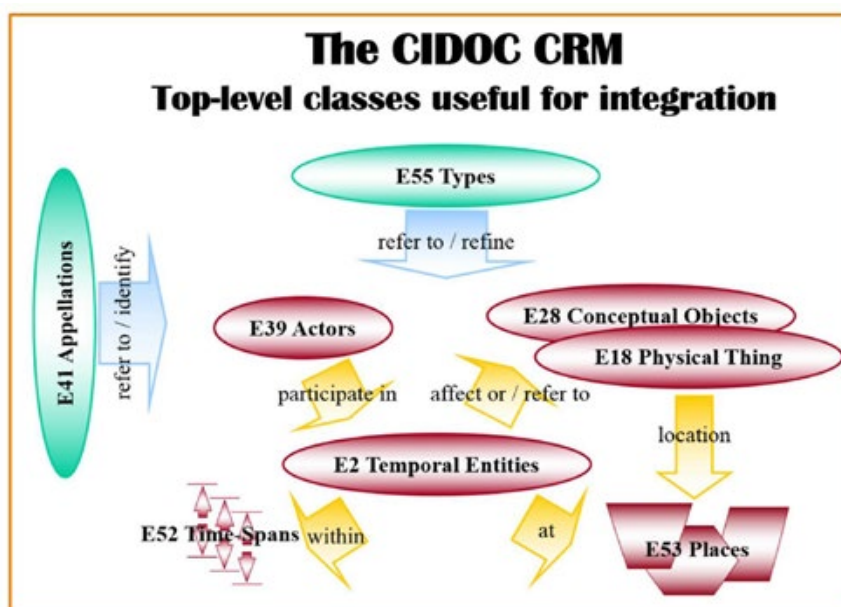 The CIDOC CRM
Top-level classes useful for integration
E55 Types
refer to / refine
E41 Appellations
refer to / identify
E39 Actors
E28 Conceptual Objects
E18 Physical Thing
participate in
affect or / refer to
location
E2 Temporal Entities
E52 Time-Spans
within
at
E53 Places